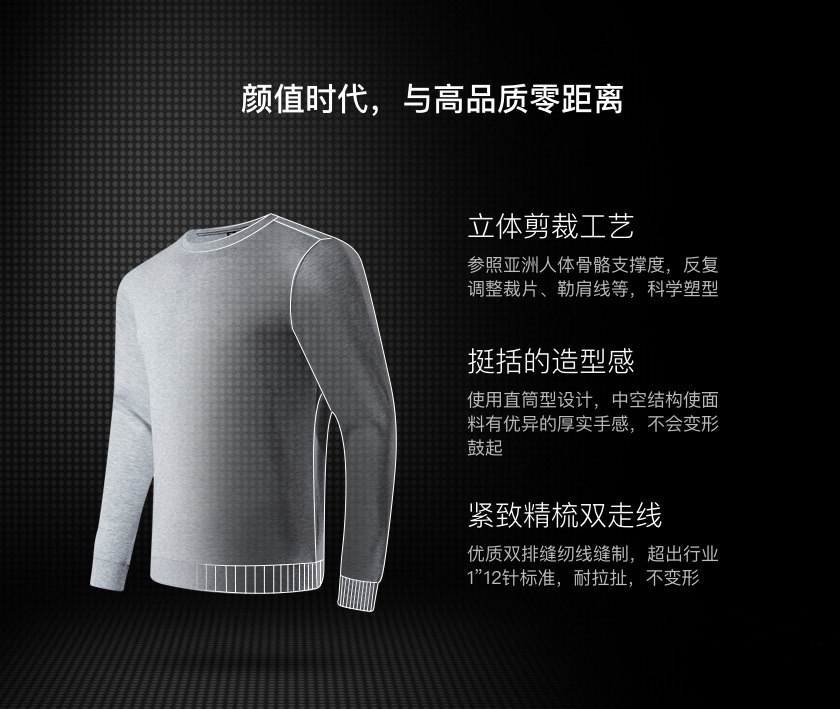 颜值时代，与高品质零距离
立体剪裁工艺
参照亚洲人体骨骼支撑度，反复
调整裁片、勒肩线等，科学塑型
挺括的造型感
使用直筒型设计，中空结构使面
料有优异的厚实手感，不会变形
鼓起
紧致精梳双走线
优质双排缝纫线缝制，超出行业
1”12针标准，耐拉扯，不变形